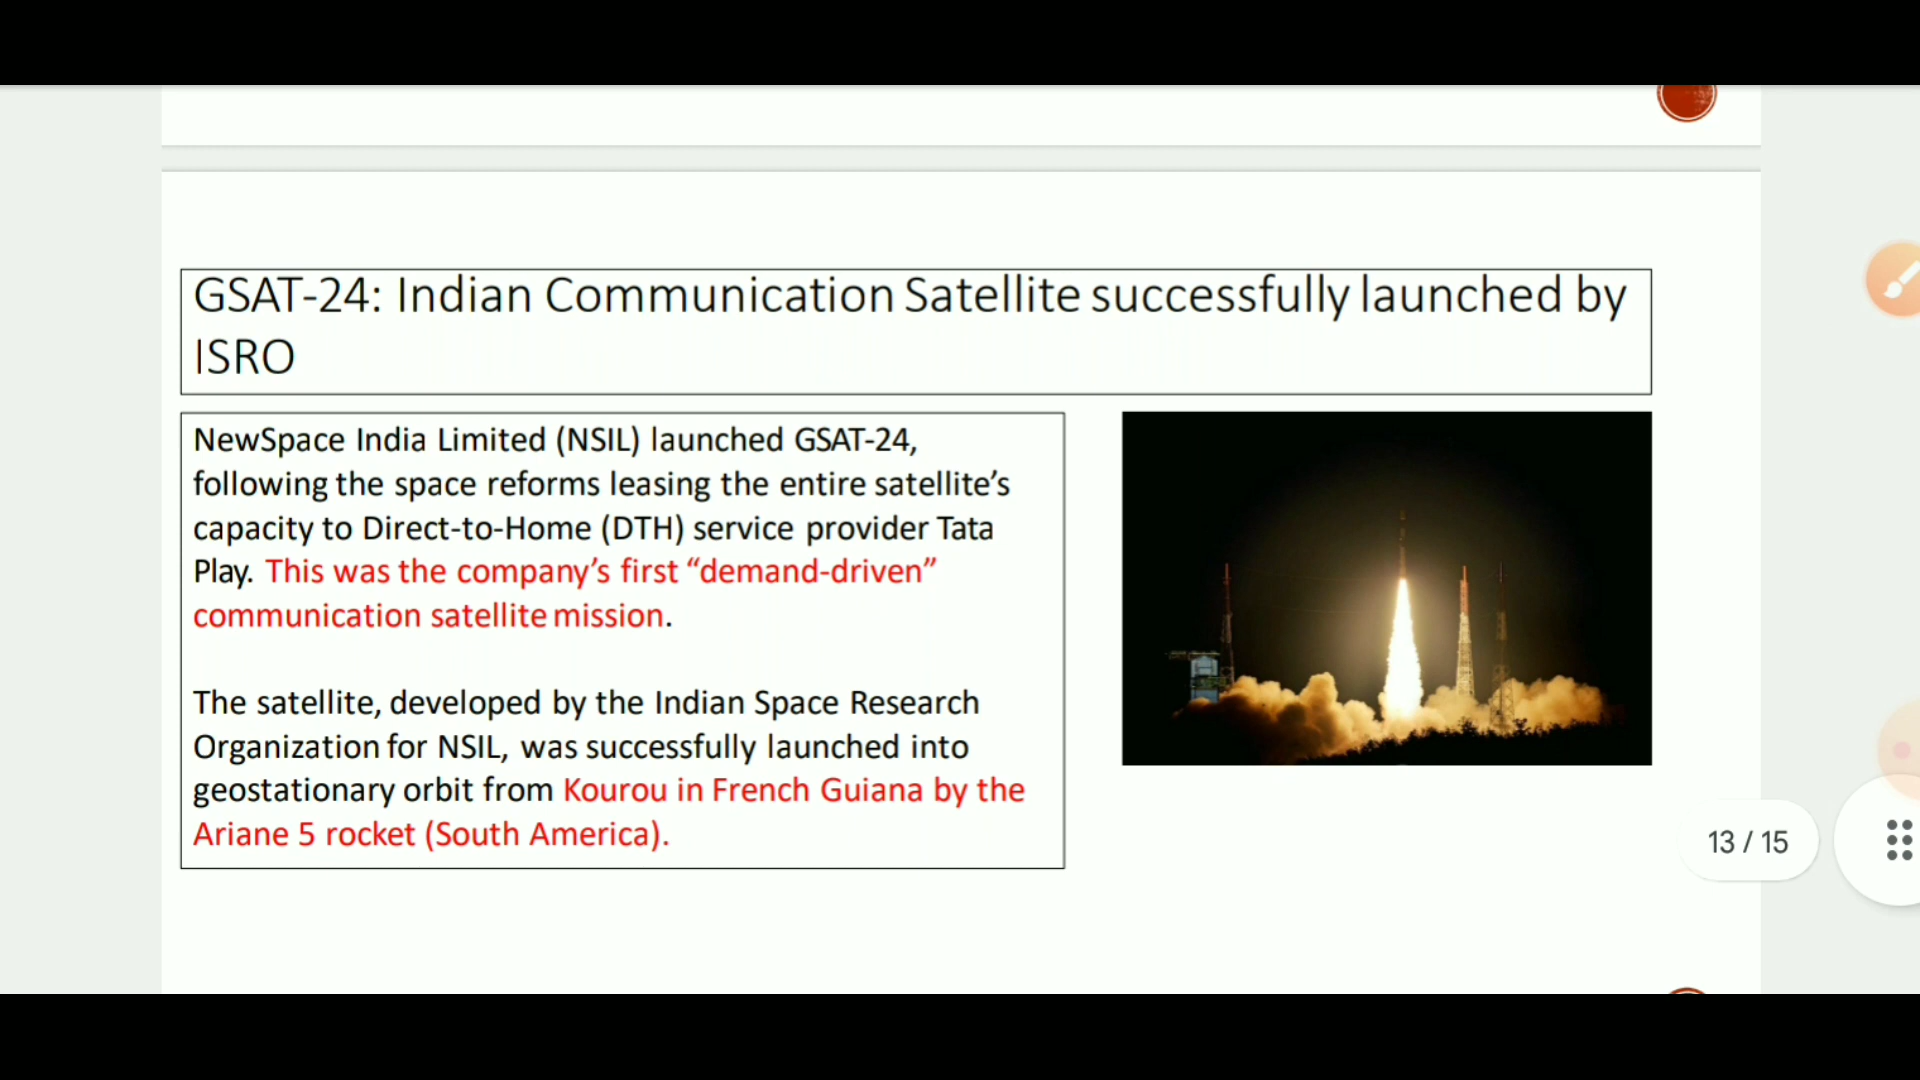 GSAT-24: Indian Communication Satellite successfully launched by
ISRO
NewSpace India Limited (NSIL) launched GSAT-24,
following the space reforms leasing the entire satellite’s
capacity to Direct-to-Home (DTH) service provider Tata
Play. This was the company’s first “demand-driven”
communication satellite mission.
The satellite, developed by the Indian Space Research
Organization for NSIL, was successfully launched into
geostationary orbit from Kourou in French Guiana by the
Ariane 5 rocket (South America).
13 / 15